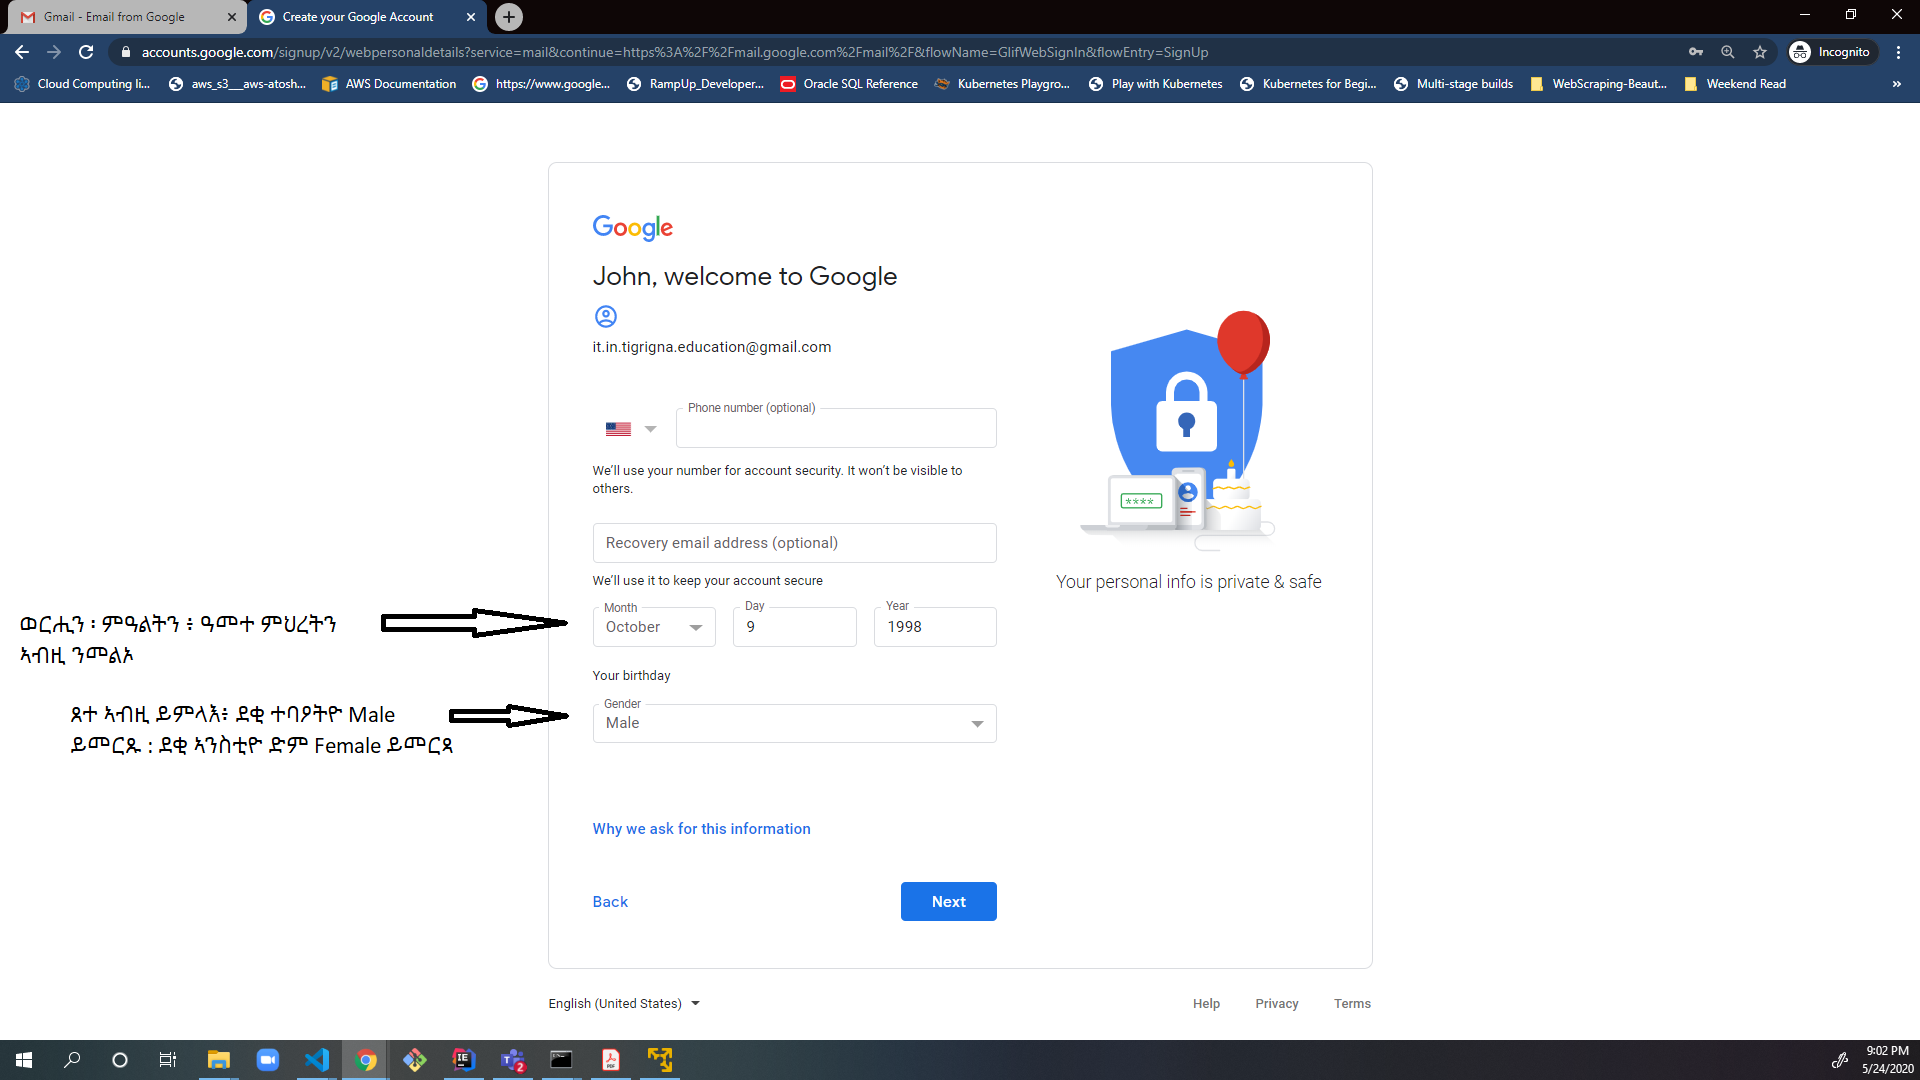 Gmail - Email from Google
Create your Google Account
accounts.google.com/signup/v2/webpersonaldetails?service=mail&continue=https%3A%2F%2Fmail.google.com%2Fmail%2F&flowName=GlifWebSignIn&flowEntry=SignUp
Incognito
Cloud Computing li...
aws_s3__aws-atosh...
AWS Documentation
https://www.google...
RampUp_Developer...
Oracle SQL Reference
Kubernetes Playgro...
Play with Kubernetes
Kubernetes for Begi...
Multi-stage builds
WebScraping-Beaut...
Weekend Read
»
Google
John, welcome to Google
it.in.tigrigna.education@gmail.com
Phone number (optional)
We'll use your number for account security. It won't be visible to
others.
Recovery email address (optional)
We'll use it to keep your account secure
****
Your personal info is private & safe
ወርሒን ፡ ምዓልትን ፥ ዓመተ ምህረትን
ኣብዚ ንመልኦ
Month
October
Day
9
Year
1998
Your birthday
ጾተ ኣብዚ ይምላእ፥ ደቂ ተባዖትዮ Male
ይመርጹ : ደቂ ኣንስቲዮ ድም Female ይመርጻ
Gender
Male
Why we ask for this information
Back
Next
English (United States)
Help
Privacy
Terms
9:02 PM
5/24/2020